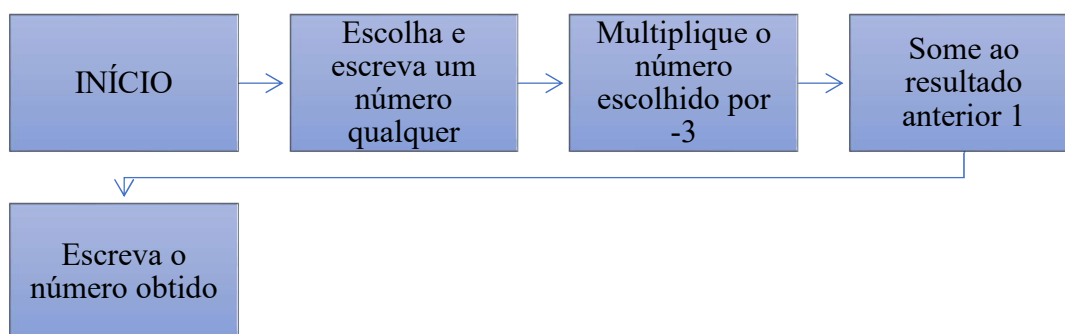 INÍCIO
Escolha e
escreva um
número
qualquer
Multiplique o
número
escolhido por
-3
Some ao
resultado
anterior 1
Escreva o
número obtido